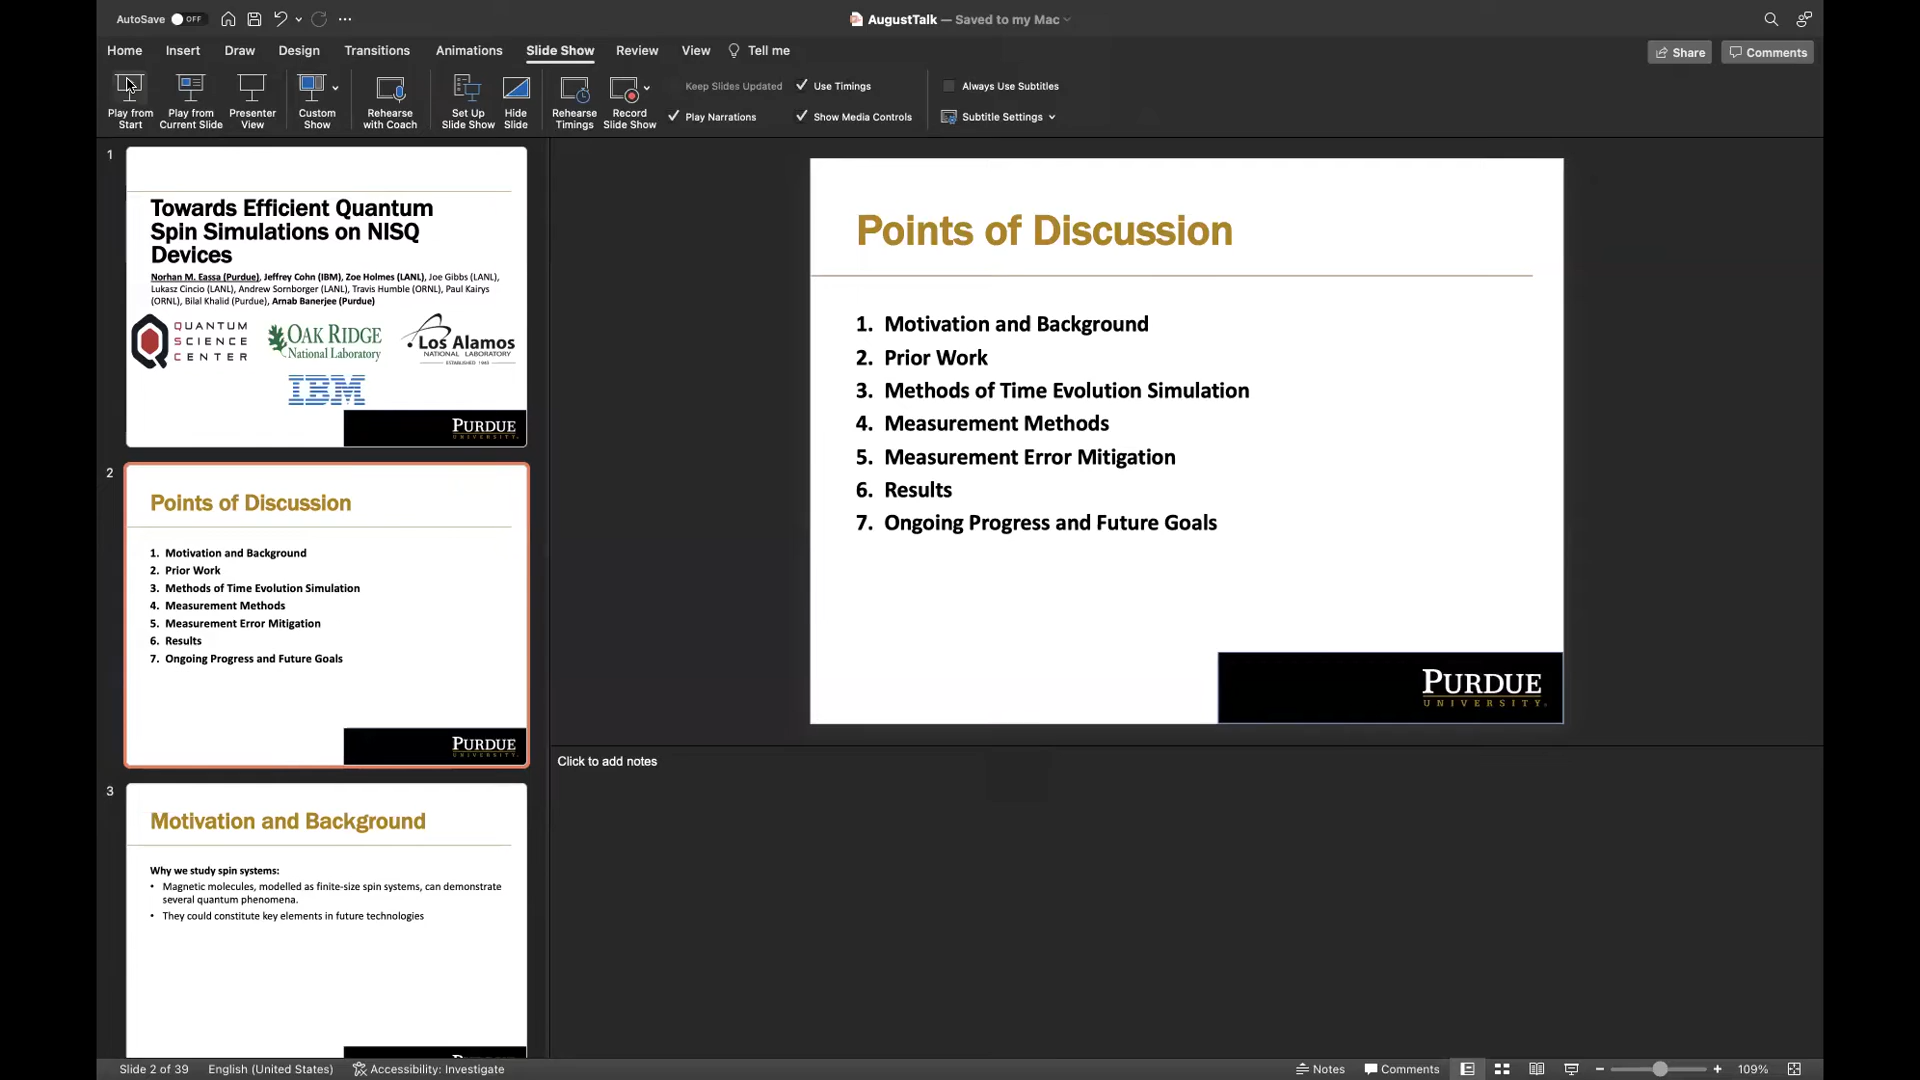 AutoSave OFF
AugustTalk — Saved to my Mac
Home Insert Draw Design Transitions Animations Slide Show Review View Tell me
Share Comments
Play from Start
Play from Current Slide
Presenter View
Custom Show
Rehearse with Coach
Set Up Slide Show
Hide Slide
Rehearse Timings
Record Slide Show
Keep Slides Updated
Use Timings
Play Narrations
Show Media Controls
Always Use Subtitles
Subtitle Settings
1
Towards Efficient Quantum
Spin Simulations on NISQ
Devices
Norhan M. Eassa (Purdue), Jeffrey Cohn (IBM), Zoe Holmes (LANL), Joe Gibbs (LANL),
Lukasz Cincio (LANL), Andrew Sornborger (LANL), Travis Humble (ORNL), Paul Kairys
(ORNL), Bilal Khalid (Purdue), Arnab Banerjee (Purdue)
QUANTUM
SCIENCE
CENTER
OAK RIDGE
National Laboratory
Los Alamos
NATIONAL LABORATORY
ESTABLISHED 1943
IBM
PURDUE
UNIVERSITY
2
Points of Discussion
1. Motivation and Background
2. Prior Work
3. Methods of Time Evolution Simulation
4. Measurement Methods
5. Measurement Error Mitigation
6. Results
7. Ongoing Progress and Future Goals
PURDUE
UNIVERSITY
3
Motivation and Background
Why we study spin systems:
• Magnetic molecules, modelled as finite-size spin systems, can demonstrate
several quantum phenomena.
• They could constitute key elements in future technologies
Points of Discussion
1. Motivation and Background
2. Prior Work
3. Methods of Time Evolution Simulation
4. Measurement Methods
5. Measurement Error Mitigation
6. Results
7. Ongoing Progress and Future Goals
PURDUE
UNIVERSITY
Click to add notes
Slide 2 of 39 English (United States) Accessibility: Investigate
Notes Comments 109%